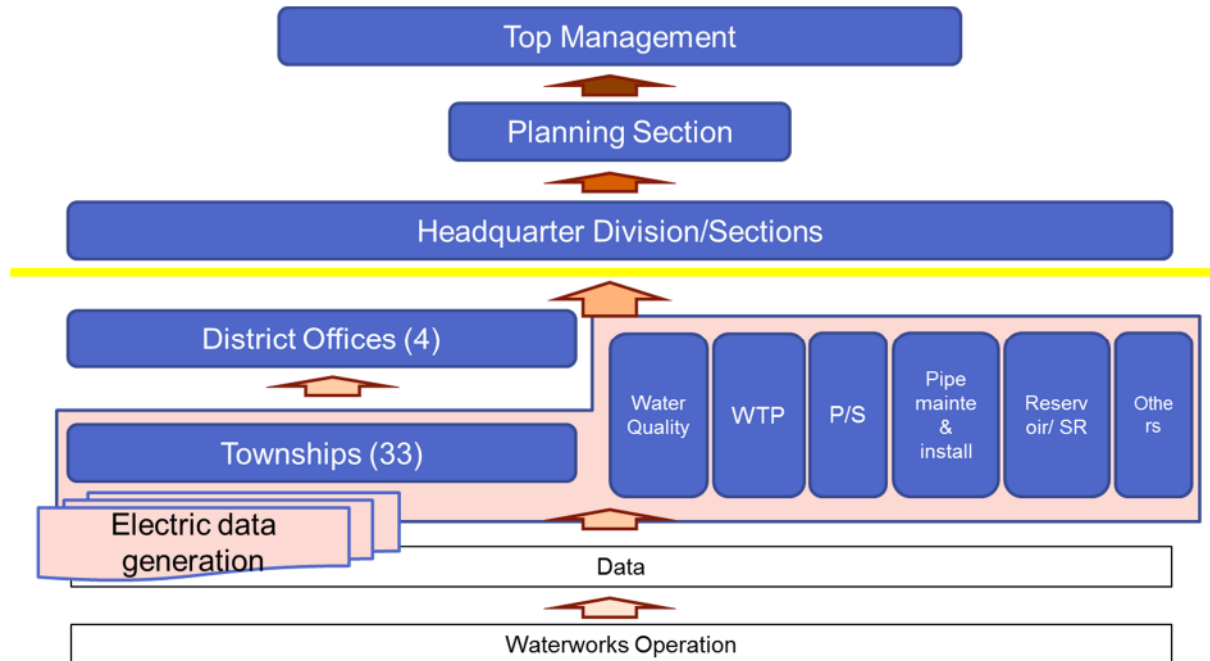 Top Management
Planning Section
Headquarter Division/Sections
District Offices (4)
Townships (33)
Water
Quality
WTP
P/S
Pipe
mainte
&
install
Reserv
oir/ SR
Othe
rs
Electric data
generation
Data
Waterworks Operation